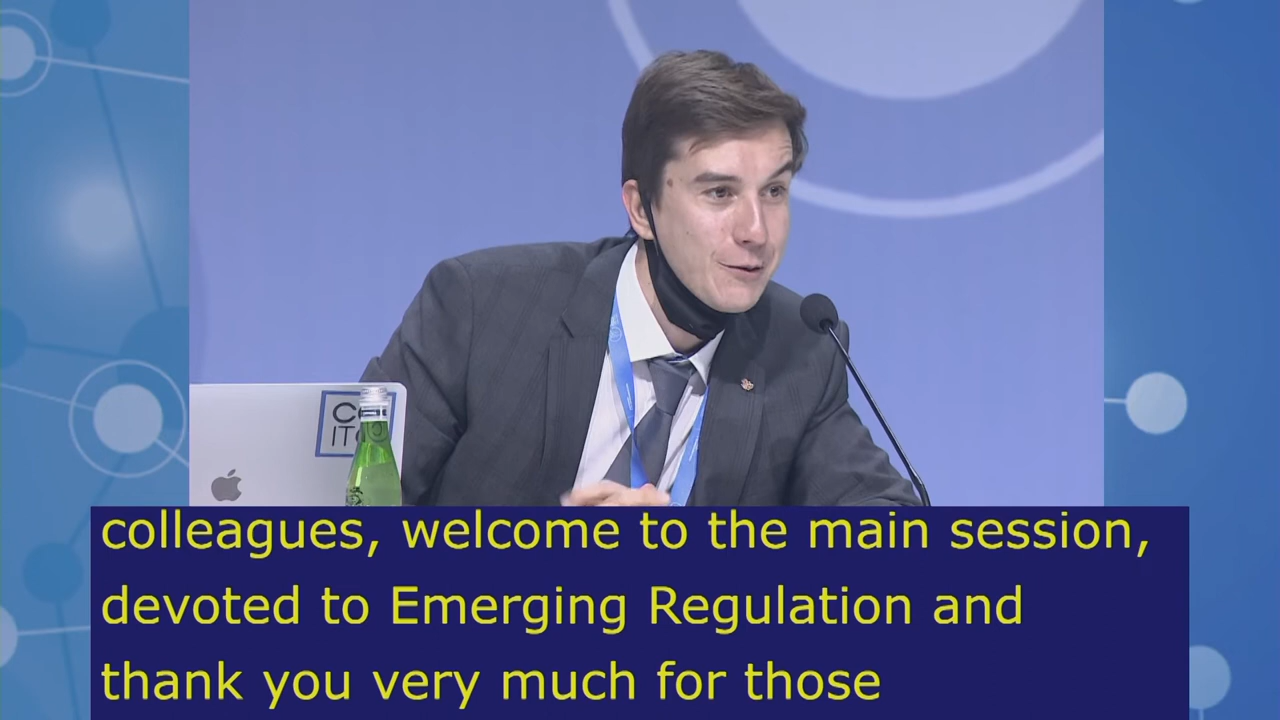 colleagues, welcome to the main session,
devoted to Emerging Regulation and
thank you very much for those